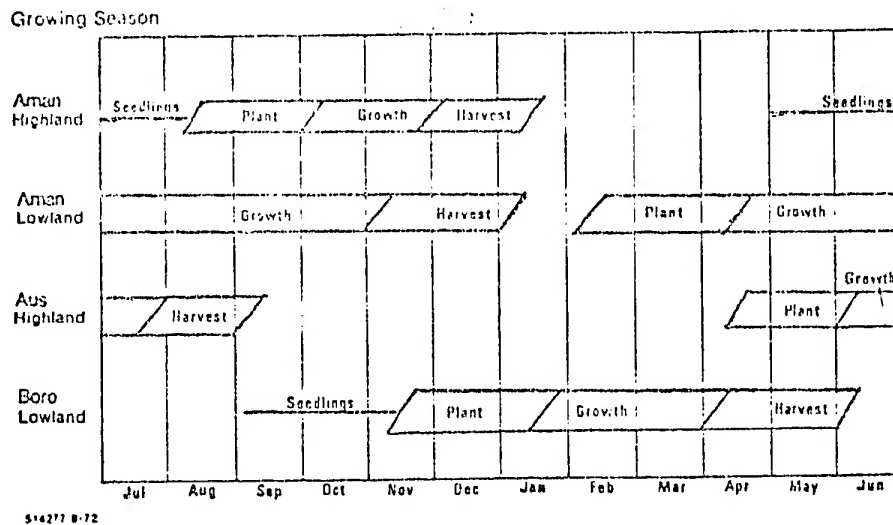 Growing Season
Aman
Highland
Seedlings
Plant
Growth
Harvest
Seedlings
Aman
Lowland
Growth
Harvest
Plant
Growth
Aus
Highland
Harvest
Plant
Growth
Boro
Lowland
Seedlings
Plant
Growth
Harvest
Jul Aug Sep Oct Nov Dec Jan Feb Mar Apr May Jun
514277 8-72